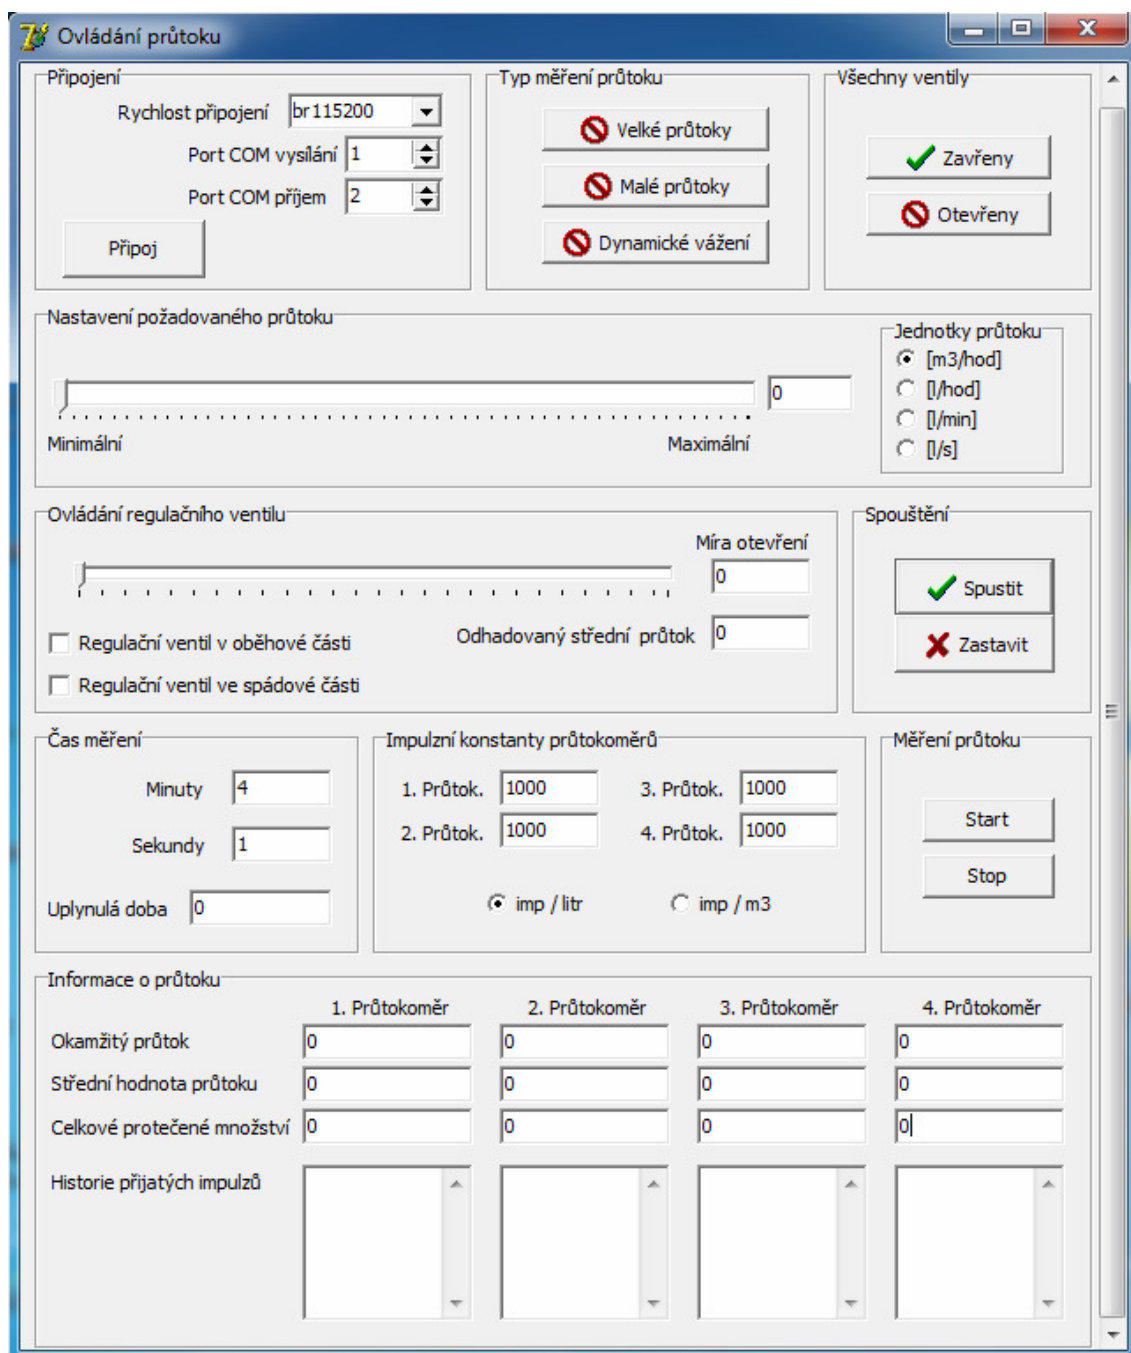 Ovládání průtoku
Připojení
Rychlost připojení br115200
Port COM vysílání 1
Port COM příjem 2
Připoj
Typ měření průtoku
Velké průtoky
Malé průtoky
Dynamické vážení
Všechny ventily
Zavřeny
Otevřeny
Nastavení požadovaného průtoku
0
Minimální Maximální
Jednotky průtoku
[m3/hod]
[l/hod]
[l/min]
[l/s]
Ovládání regulačního ventilu
Míra otevření
0
Odhadovaný střední průtok 0
Regulační ventil v oběhové části
Regulační ventil ve spádové části
Spouštění
Spustit
Zastavit
Čas měření
Minuty 4
Sekundy 1
Uplynulá doba 0
Impulzní konstanty průtokoměrů
1. Průtok. 1000 3. Průtok. 1000
2. Průtok. 1000 4. Průtok. 1000
imp / litr imp / m3
Měření průtoku
Start
Stop
Informace o průtoku
1. Průtokoměr 2. Průtokoměr 3. Průtokoměr 4. Průtokoměr
Okamžitý průtok 0 0 0 0
Střední hodnota průtoku 0 0 0 0
Celkové protečené množství 0 0 0 0
Historie přijatých impulzů